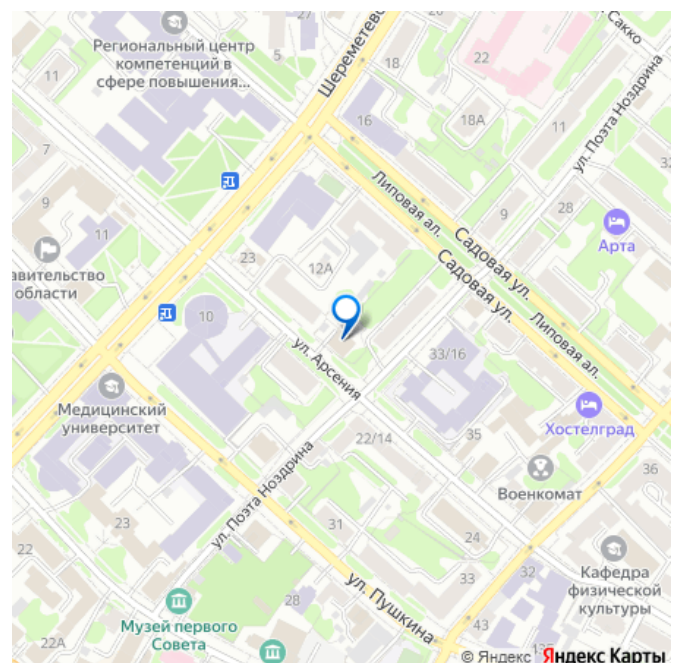 Региональный центр
компетенций в
сфере повышения...
27
5
11
Шереметевс
18
22
Сакко
16
18А
11
ул. Поэта Ноздрина
7
Липовая ал.
9
28
32
9
11
Садовая ул.
Арта
авительство
области
23
12А
Садовая ул.
Липовая ал.
10
ул. Арсения
33/16
Медицинский
университет
Хостелград
22/14
35
ул. Поэта Ноздрина
Военкомат
36
23
31
24
22
Кафедра
физической
культуры
33
32
ул. Пушкина
28
Музей первого
Совета
43
22А
135
© Яндекс Яндекс Карты